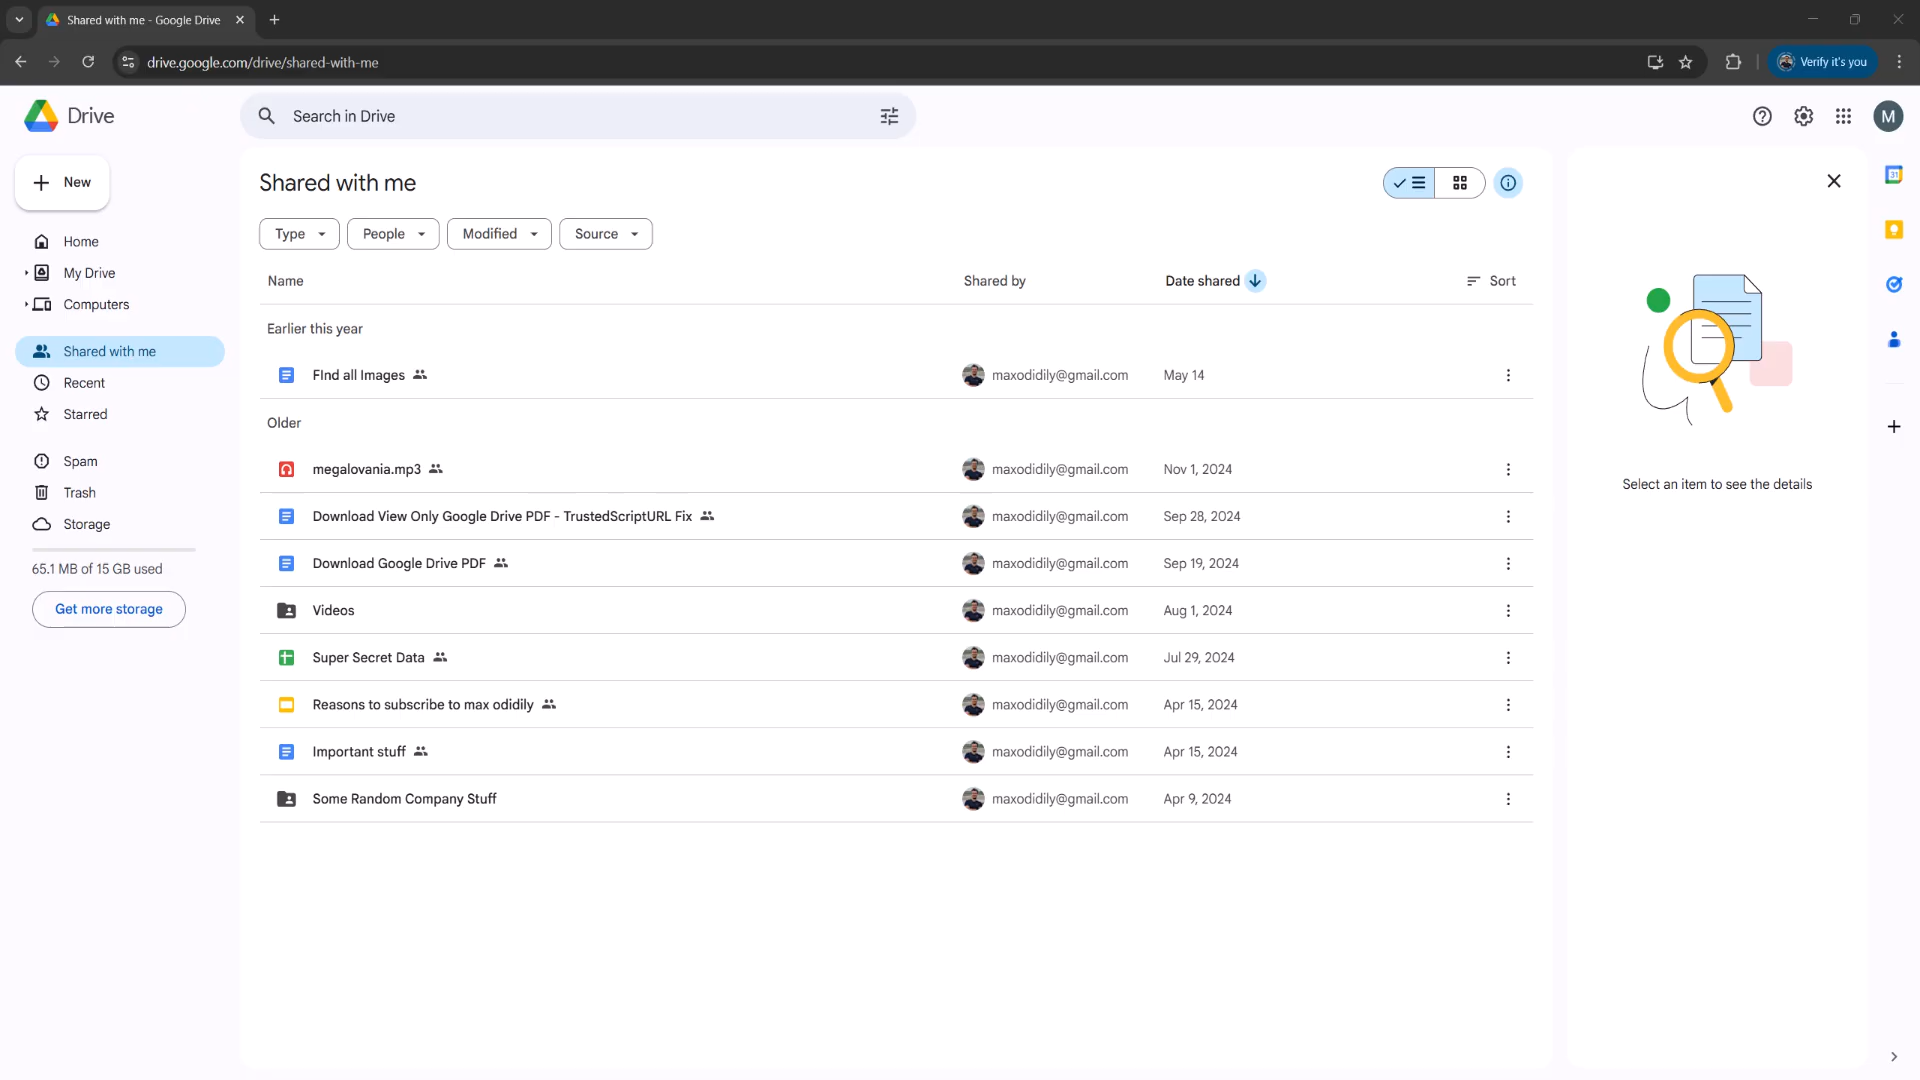 Shared with me - Google Drive
drive.google.com/drive/shared-with-me
Verify it's you
Drive
Search in Drive
M
New
Home
My Drive
Computers
Shared with me
Recent
Starred
Spam
Trash
Storage
65.1 MB of 15 GB used
Get more storage
Shared with me
Type People Modified Source
Name Shared by Date shared Sort
Earlier this year
FInd all Images maxodidily@gmail.com May 14
Older
megalovania.mp3 maxodidily@gmail.com Nov 1, 2024
Download View Only Google Drive PDF - TrustedScriptURL Fix maxodidily@gmail.com Sep 28, 2024
Download Google Drive PDF maxodidily@gmail.com Sep 19, 2024
Videos maxodidily@gmail.com Aug 1, 2024
Super Secret Data maxodidily@gmail.com Jul 29, 2024
Reasons to subscribe to max odidily maxodidily@gmail.com Apr 15, 2024
Important stuff maxodidily@gmail.com Apr 15, 2024
Some Random Company Stuff maxodidily@gmail.com Apr 9, 2024
Select an item to see the details
31